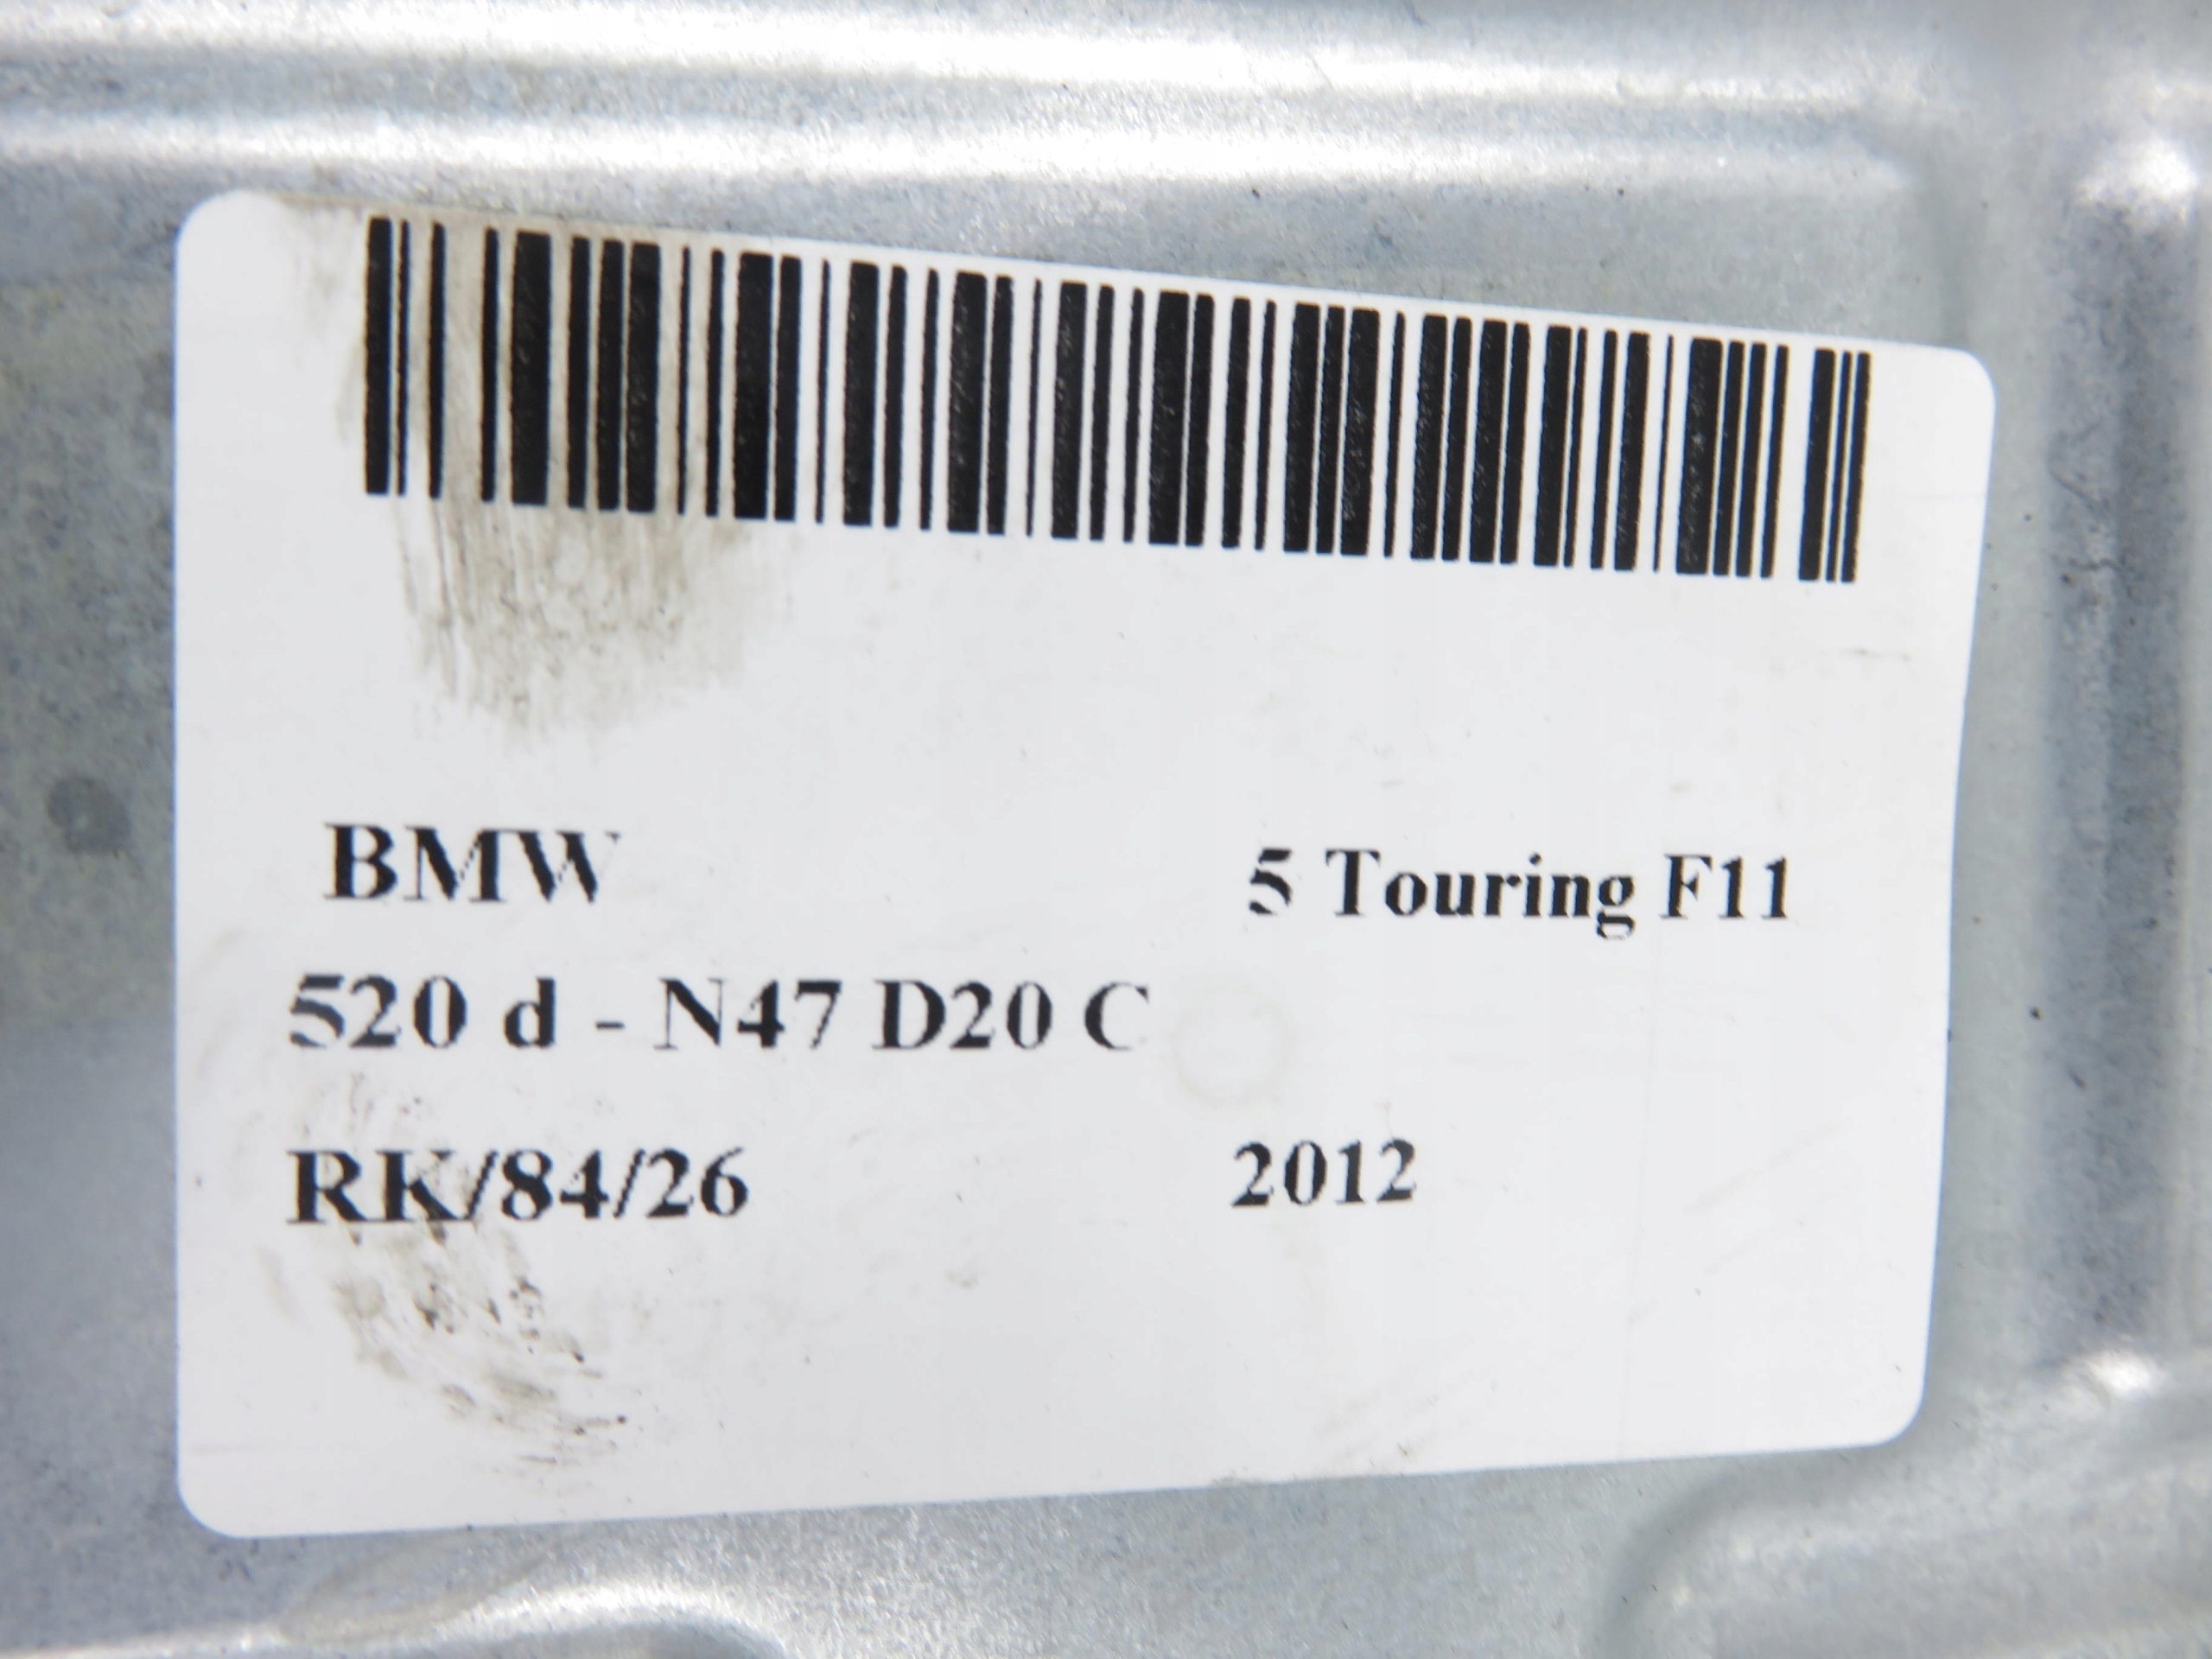 BMW 5 Touring F11
520 d - N47 D20 C
RK/84/26 2012